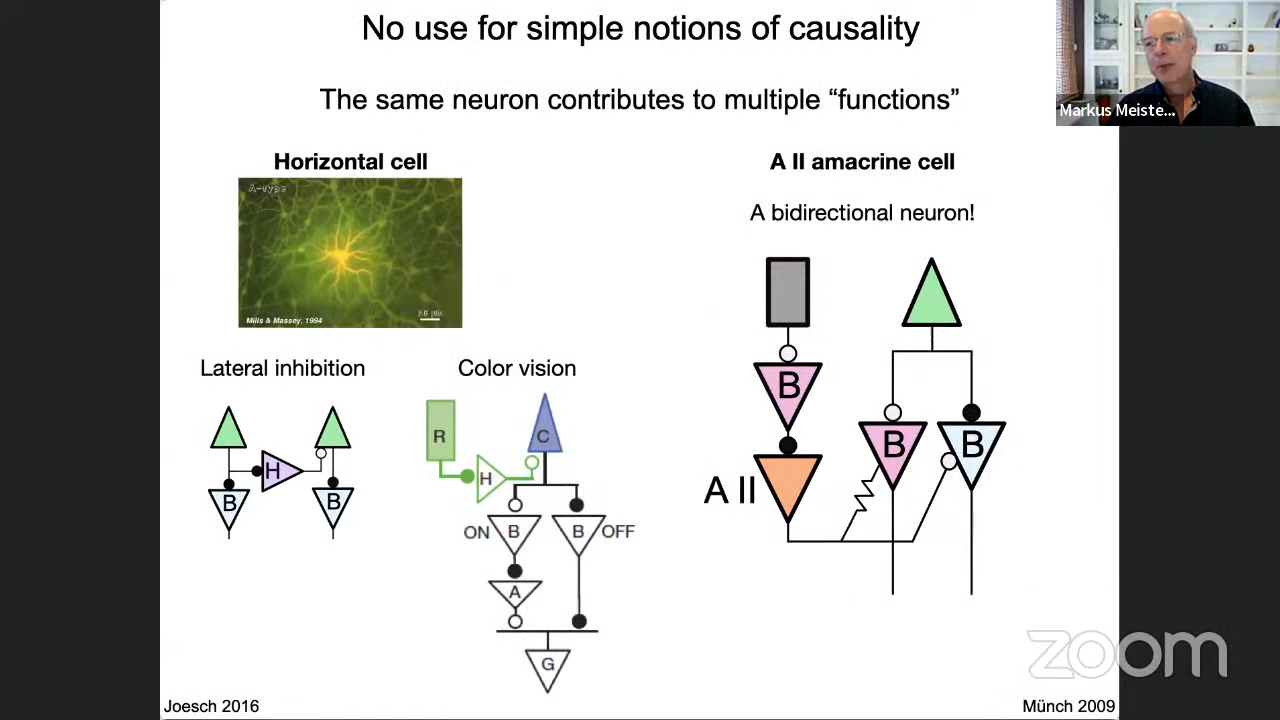 No use for simple notions of causality
The same neuron contributes to multiple “functions”
Markus Meiste...
Horizontal cell
A-type
Mills & Massey, 1994
Lateral inhibition
Color vision
H
B
B
R
C
H
ON
B
B
OFF
A
G
A II amacrine cell
A bidirectional neuron!
B
A II
B
B
zoom
Joesch 2016
Münch 2009